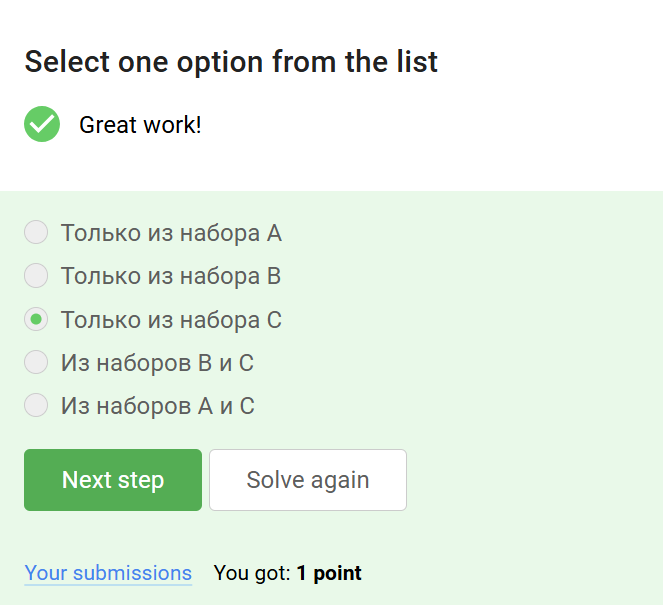 Select one option from the list
Great work!
Только из набора A
Только из набора B
Только из набора C
Из наборов B и C
Из наборов A и C
Next step
Solve again
Your submissions You got: 1 point